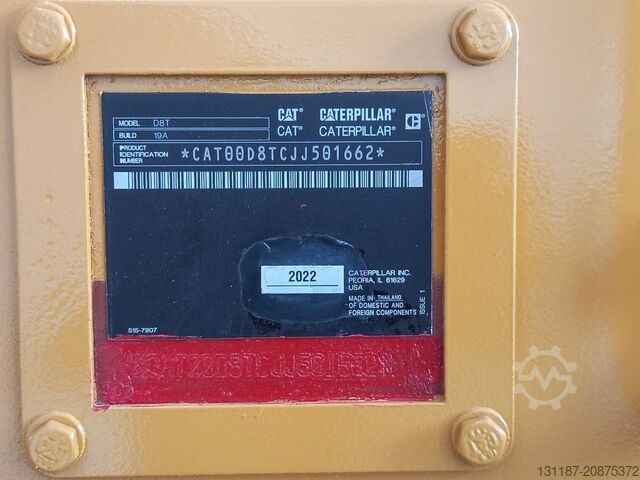 MODEL D8T CAT® CATERPILLAR®
BUILD 19A CAT® CATERPILLAR®
PRODUCT IDENTIFICATION NUMBER *CAT00D8TCJJ501662*
2022
CATERPILLAR INC.
PEORIA, IL 61629
USA
MADE IN THAILAND
OF DOMESTIC AND
FOREIGN COMPONENTS
ISSUE 1
515-7907
131187-20875372